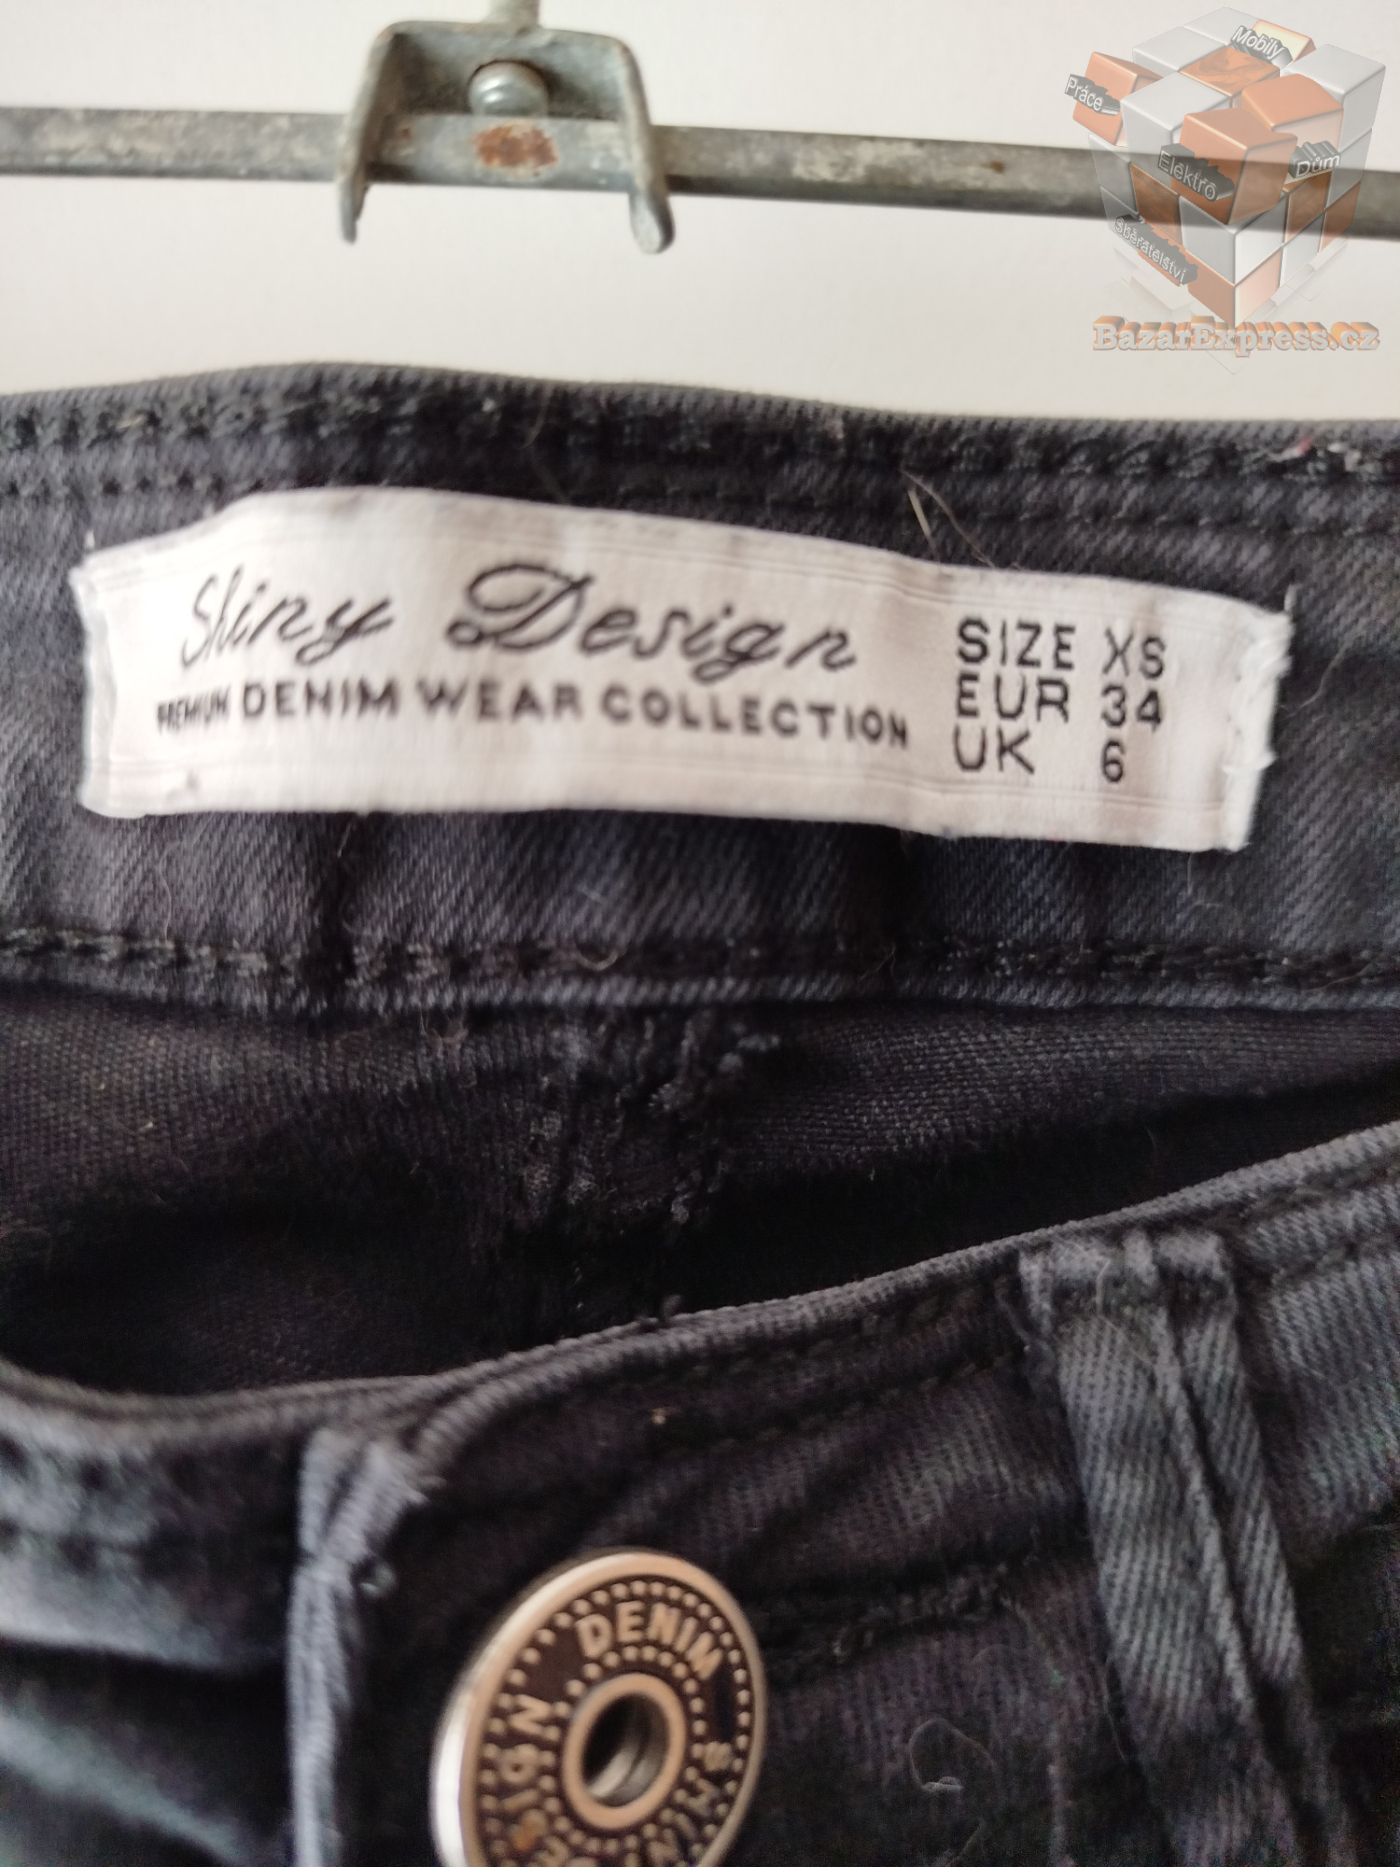 Mobily
Práce
Elektro
Dům
Sběratelství
BazarExpress.cz
Shiny Design
PREMIUM DENIM WEAR COLLECTION
SIZE XS
EUR 34
UK 6
DENIM